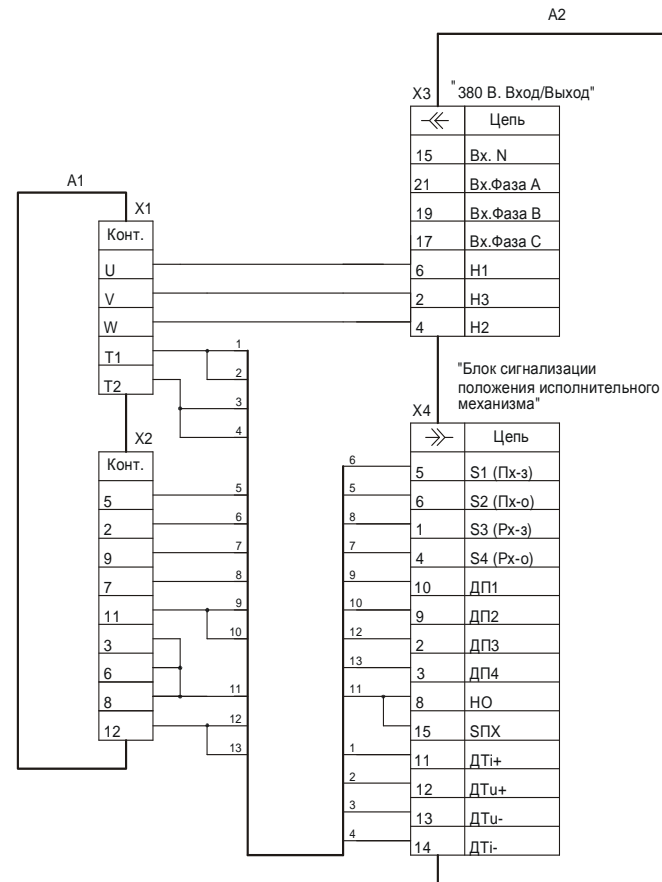 A2
X3
"380 В. Вход/Выход"
Цепь
15 Вх. N
21 Вх.Фаза А
19 Вх.Фаза В
17 Вх.Фаза С
6 Н1
2 Н3
4 Н2
A1
X1
Конт.
U
V
W
T1
T2
1
2
3
4
"Блок сигнализации
положения исполнительного
механизма"
X4
Цепь
6 5 S1 (Пх-з)
5 6 S2 (Пх-о)
8 1 S3 (Рх-з)
7 4 S4 (Рх-о)
9 10 ДП1
10 9 ДП2
12 2 ДП3
13 3 ДП4
11 8 НО
15 SПХ
1 11 ДТi+
2 12 ДТu+
3 13 ДТu-
4 14 ДТi-
X2
Конт.
5 5
2 6
9 7
7 8
11 9
10
3
6
8 11
12 12
13